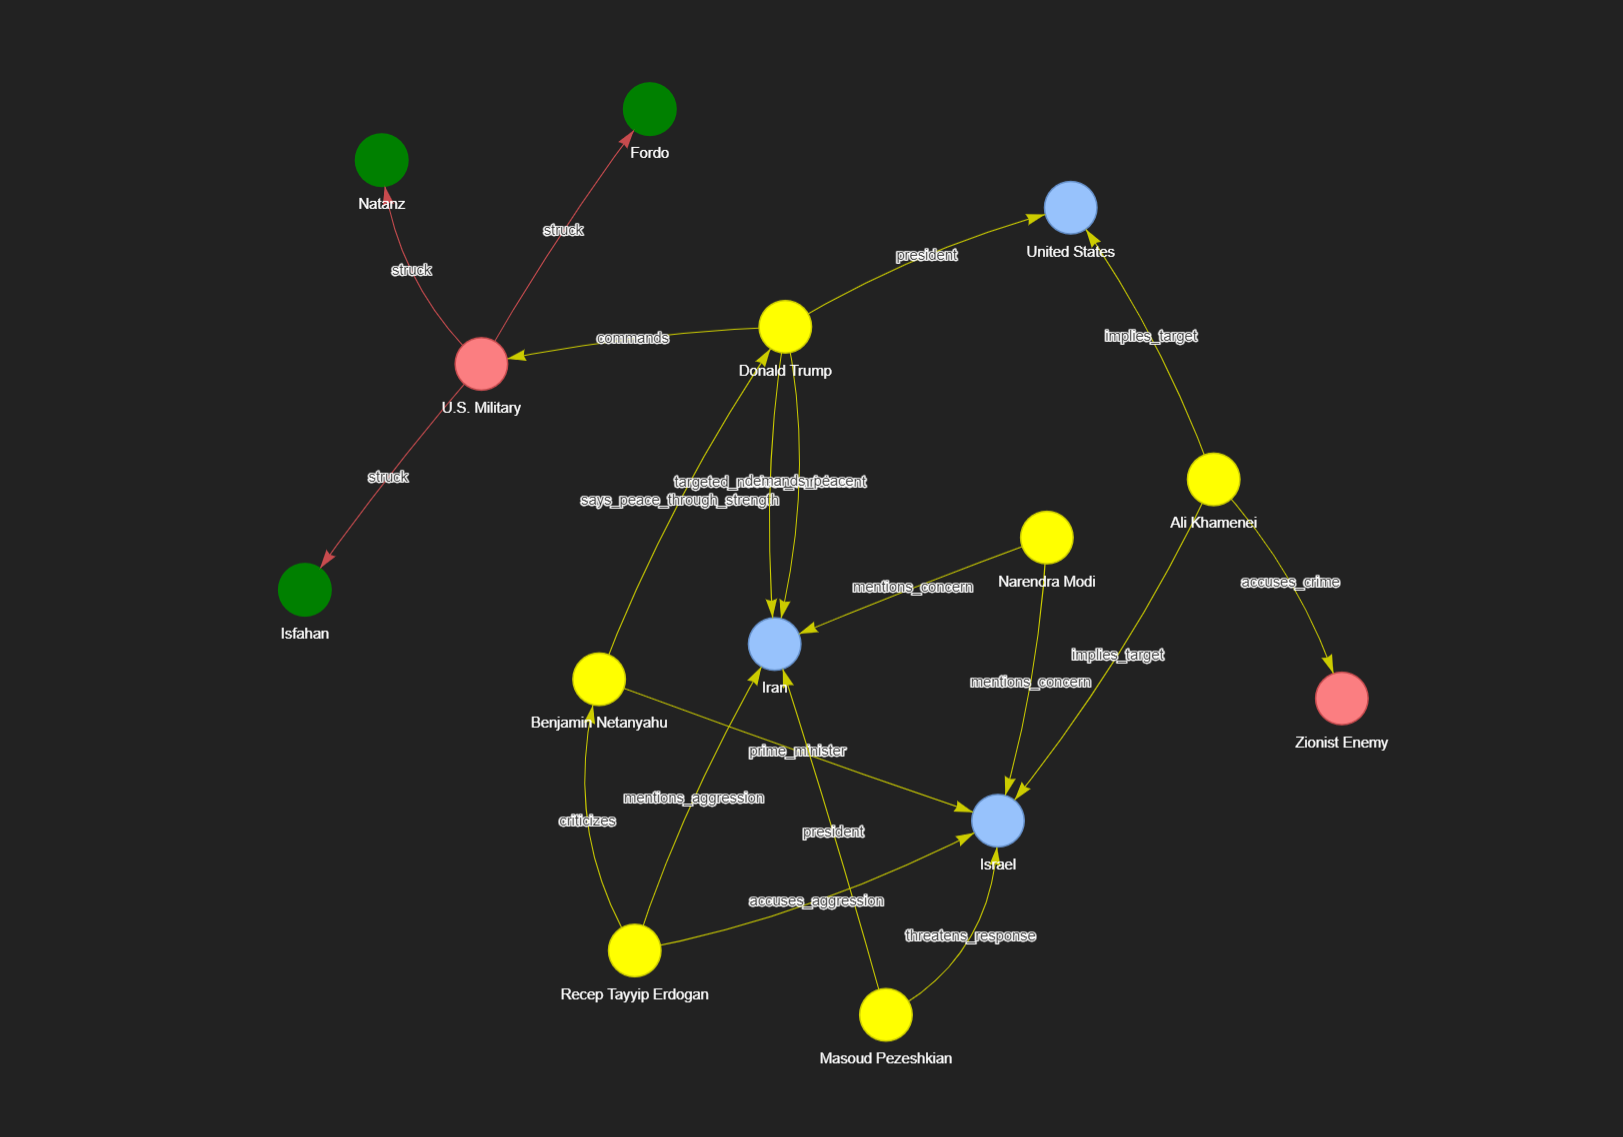 Fordo
Natanz
struck
United States
president
struck
implies_target
commands
Donald Trump
U.S. Military
struck
says_peace_through_strength
Ali Khamenei
Narendra Modi
accuses_crime
mentions_concern
Isfahan
implies_target
mentions_concern
Iran
Benjamin Netanyahu
Zionist Enemy
prime_minister
mentions_aggression
criticizes
president
Israel
accuses_aggression
threatens_response
Recep Tayyip Erdogan
Masoud Pezeshkian